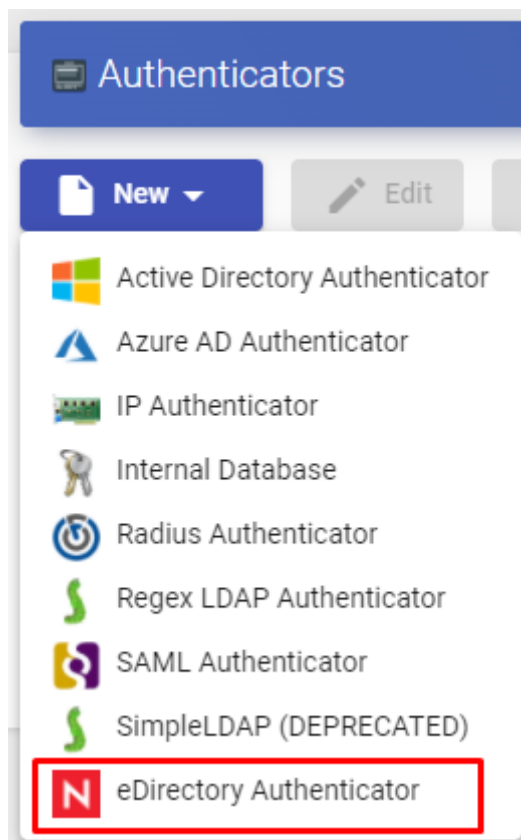 Authenticators
New
Edit
Active Directory Authenticator
Azure AD Authenticator
IP Authenticator
Internal Database
Radius Authenticator
Regex LDAP Authenticator
SAML Authenticator
SimpleLDAP (DEPRECATED)
N eDirectory Authenticator